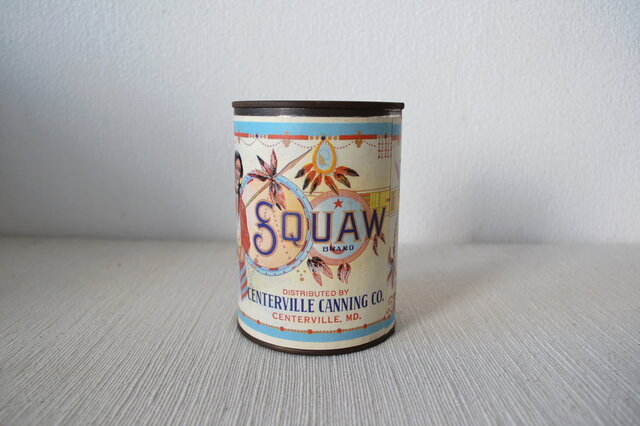 SQUAW
BRAND
DISTRIBUTED BY
CENTERVILLE CANNING CO.
CENTERVILLE, MD.